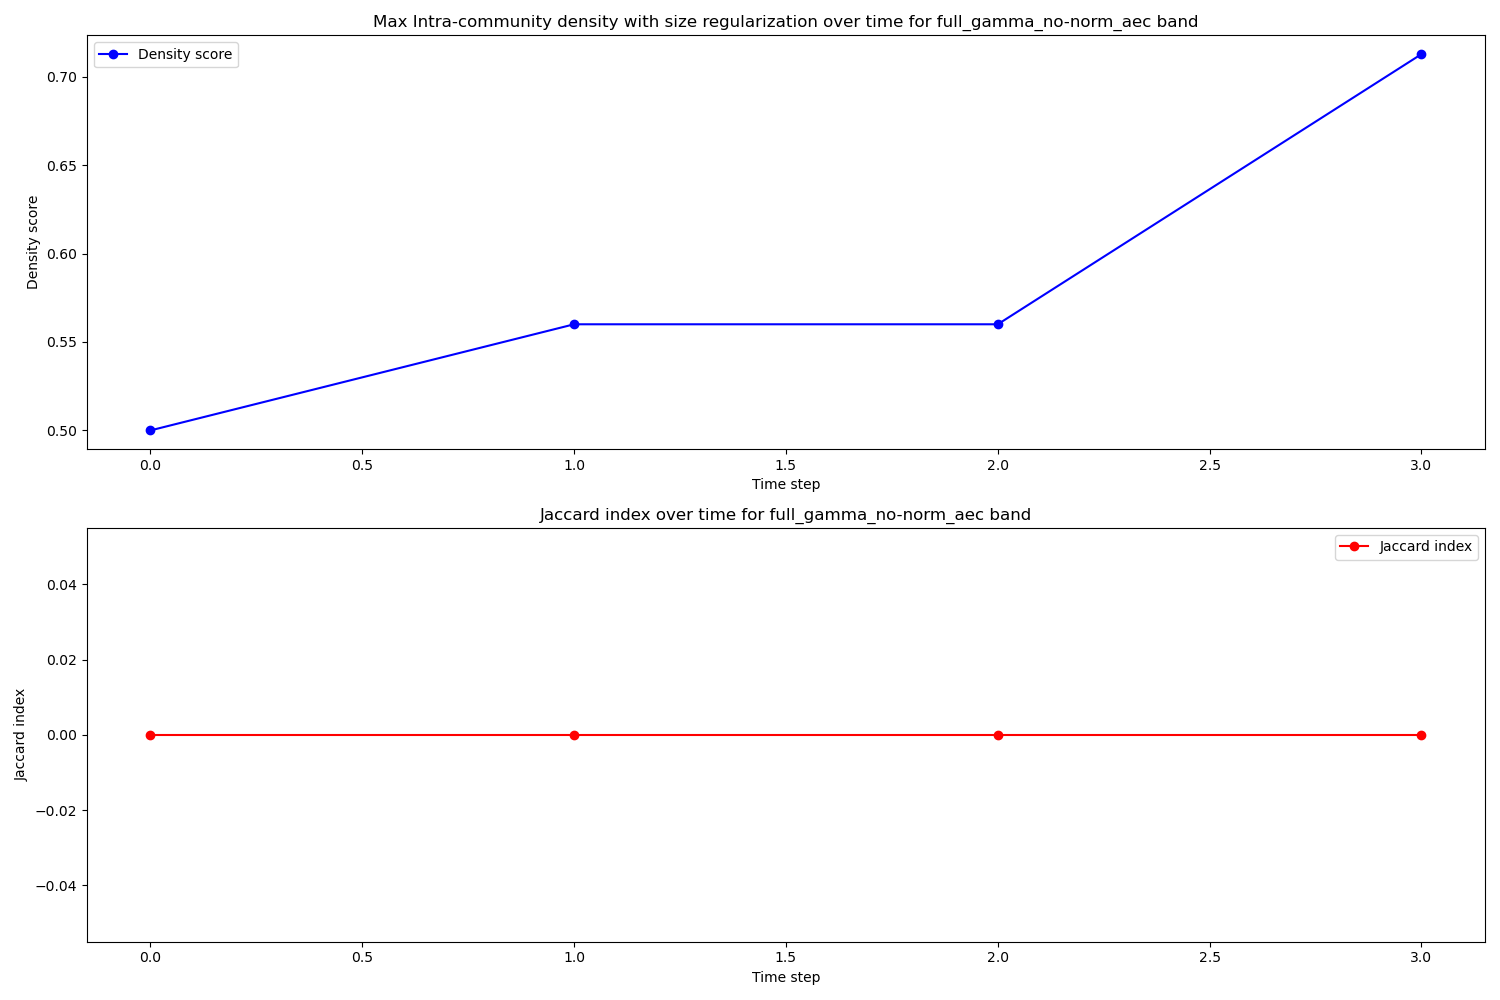 Max Intra-community density with size regularization over time for full_gamma_no-norm_aec band
Density score
0.70
0.65
0.60
0.55
0.50
Density score
0.0 0.5 1.0 1.5 2.0 2.5 3.0
Time step
Jaccard index over time for full_gamma_no-norm_aec band
Jaccard index
0.04
0.02
0.00
−0.02
−0.04
Jaccard index
0.0 0.5 1.0 1.5 2.0 2.5 3.0
Time step